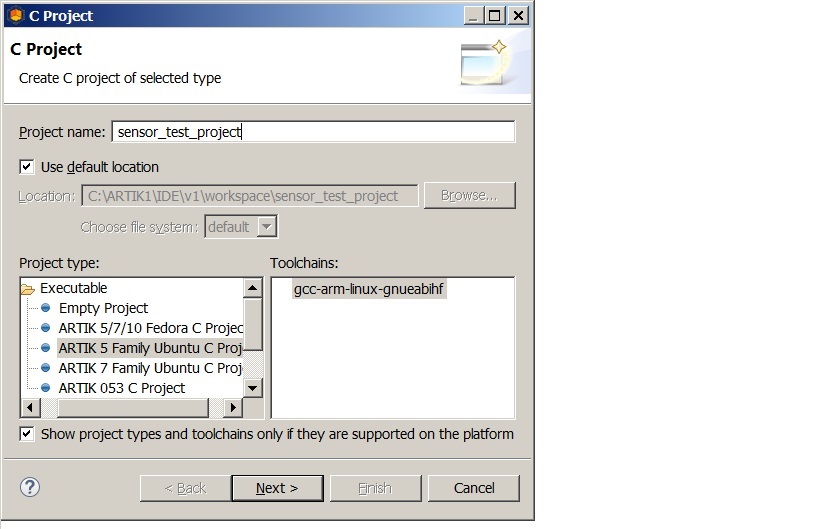 C Project
C Project
Create C project of selected type
Project name: sensor_test_project
Use default location
Location: C:\ARTIK1\IDE\v1\workspace\sensor_test_project Browse...
Choose file system: default
Project type: Toolchains:
Executable gcc-arm-linux-gnueabihf
Empty Project
ARTIK 5/7/10 Fedora C Projec
ARTIK 5 Family Ubuntu C Proj
ARTIK 7 Family Ubuntu C Proj
ARTIK 053 C Project
Show project types and toolchains only if they are supported on the platform
? < Back Next > Finish Cancel